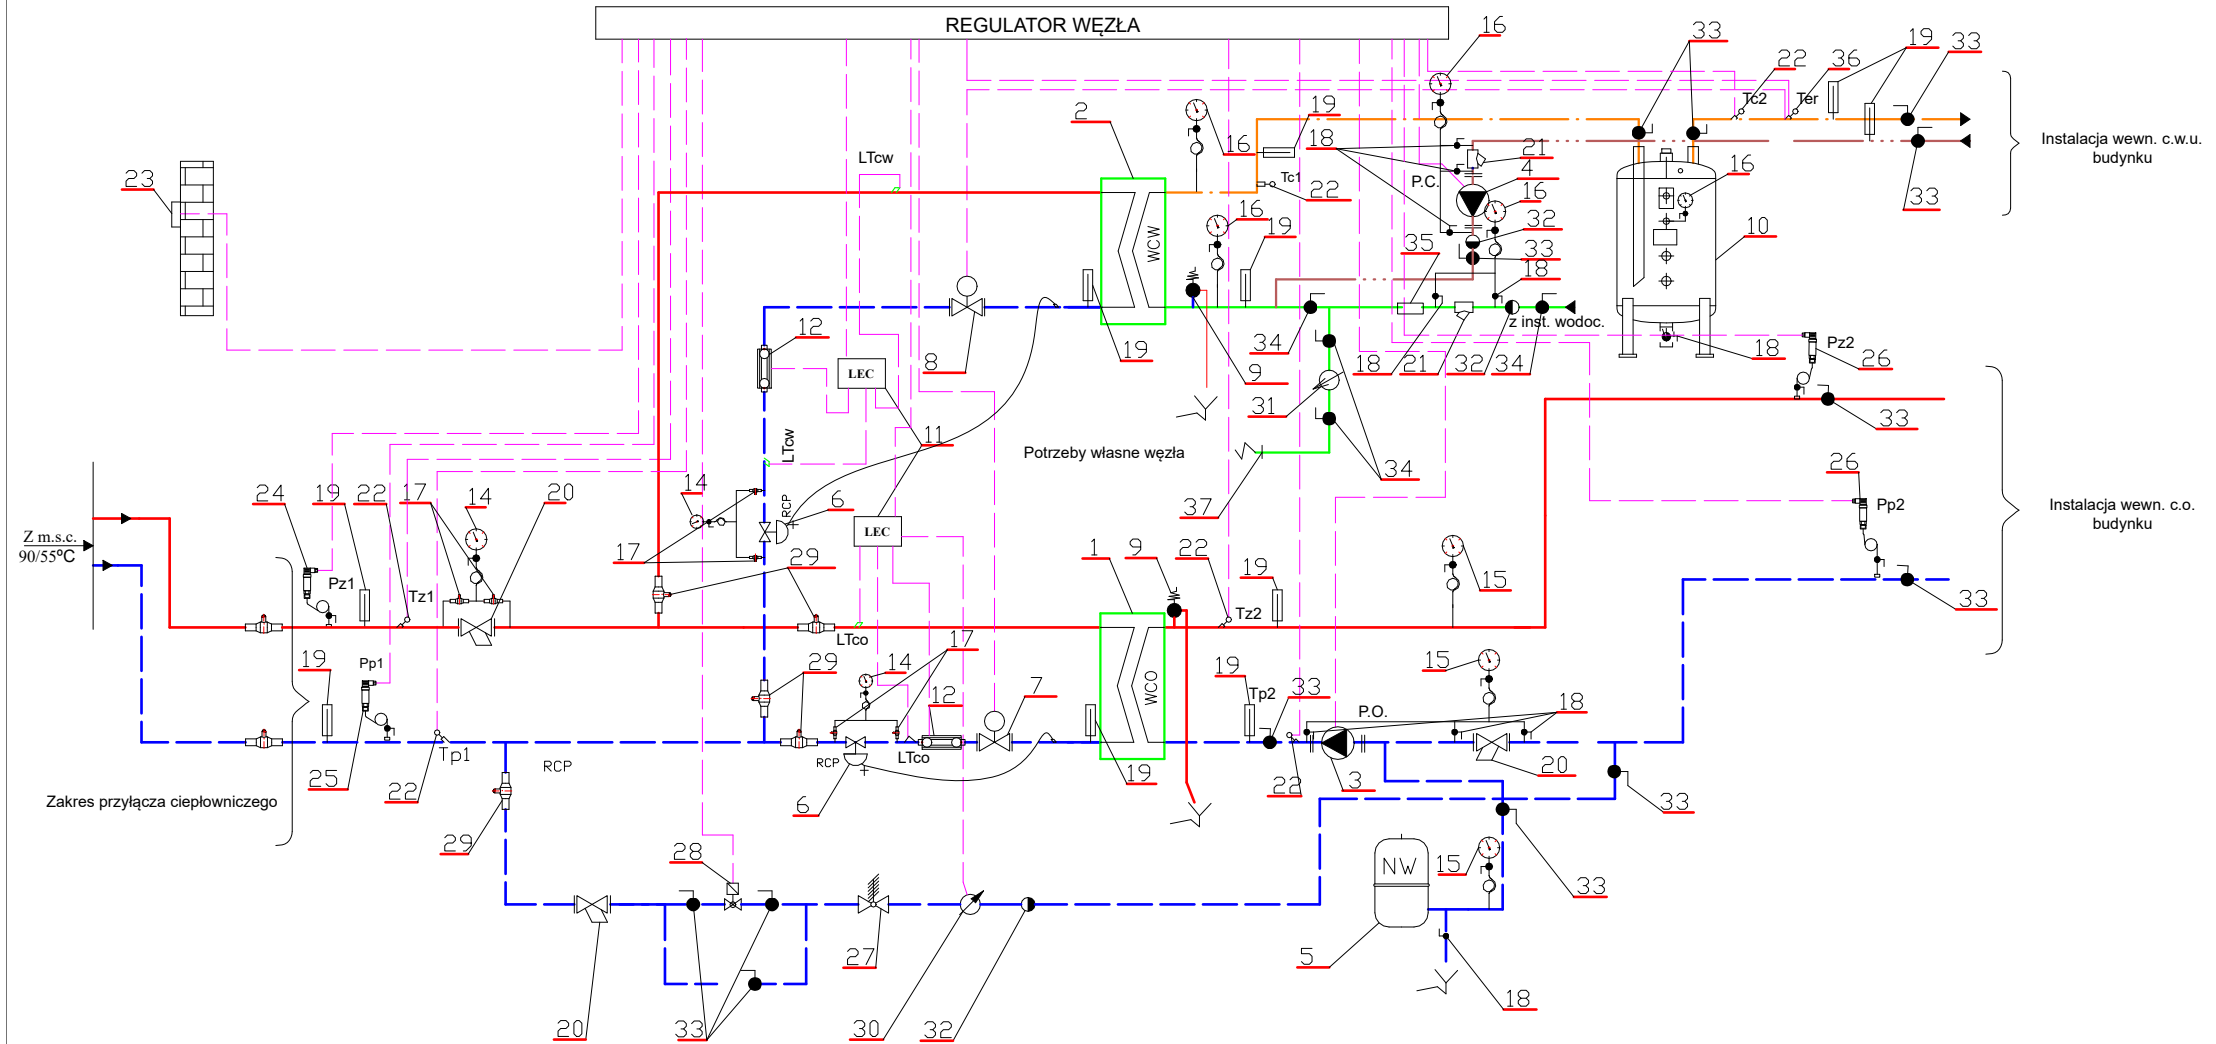 REGULATOR WĘZŁA
16
33
19
33
22
36
Tc2
Ter
2
19
18
16
21
4
P.C.
16
Instalacja wewn. c.w.u.
budynku
LTcw
23
Tc1
22
16
33
16
19
32
35
33
10
WCW
18
z inst. wodoc.
12
8
19
34
9
18
21
32
34
18
Pz2
26
LEC
31
33
11
LTcw
Potrzeby własne węzła
34
26
24
19
22
17
14
20
14
RCP
6
37
Pp2
Instalacja wewn. c.o.
budynku
LEC
Z m.s.c.
90/55°C
17
29
1
9
22
19
15
33
Pz1
Tz1
Tz2
LTco
17
19
Pp1
29
14
15
12
7
19
Tp2
33
P.O.
18
WCO
Tp1
RCP
RCP
LTco
25
22
19
22
3
20
Zakres przyłącza ciepłowniczego
6
33
29
28
NW
15
33
27
5
18
20
33
30
32